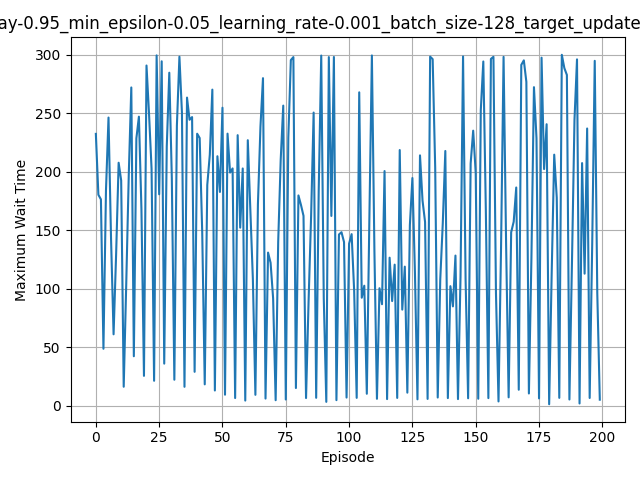 ay-0.95_min_epsilon-0.05_learning_rate-0.001_batch_size-128_target_update
300
250
200
150
100
50
0
Maximum Wait Time
0 25 50 75 100 125 150 175 200
Episode